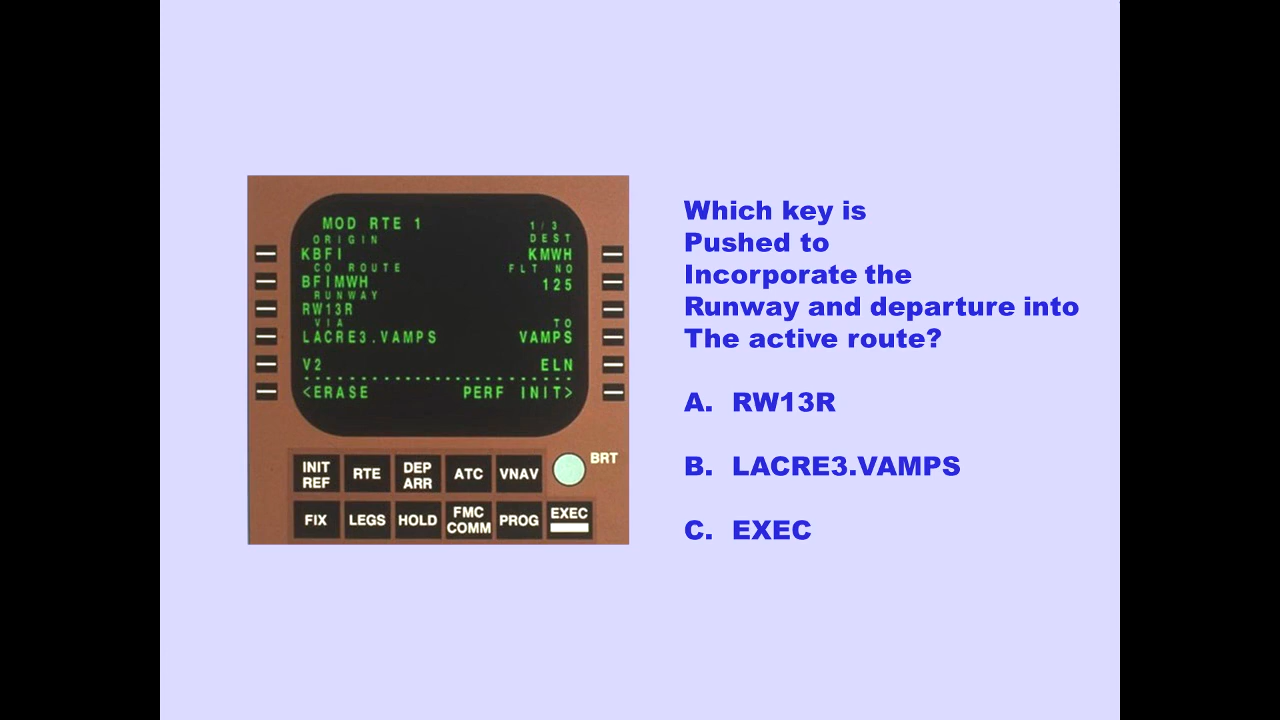 MOD RTE 1 1/3
ORIGIN DEST
KBFI KMWH
CO ROUTE FLT NO
BFIMWH 125
RUNWAY
RW13R
VIA TO
LACRE3.VAMPS VAMPS
V2 ELN
<ERASE PERF INIT>
BRT
INIT REF RTE DEP ARR ATC VNAV
FIX LEGS HOLD FMC COMM PROG EXEC
Which key is
Pushed to
Incorporate the
Runway and departure into
The active route?
A. RW13R
B. LACRE3.VAMPS
C. EXEC